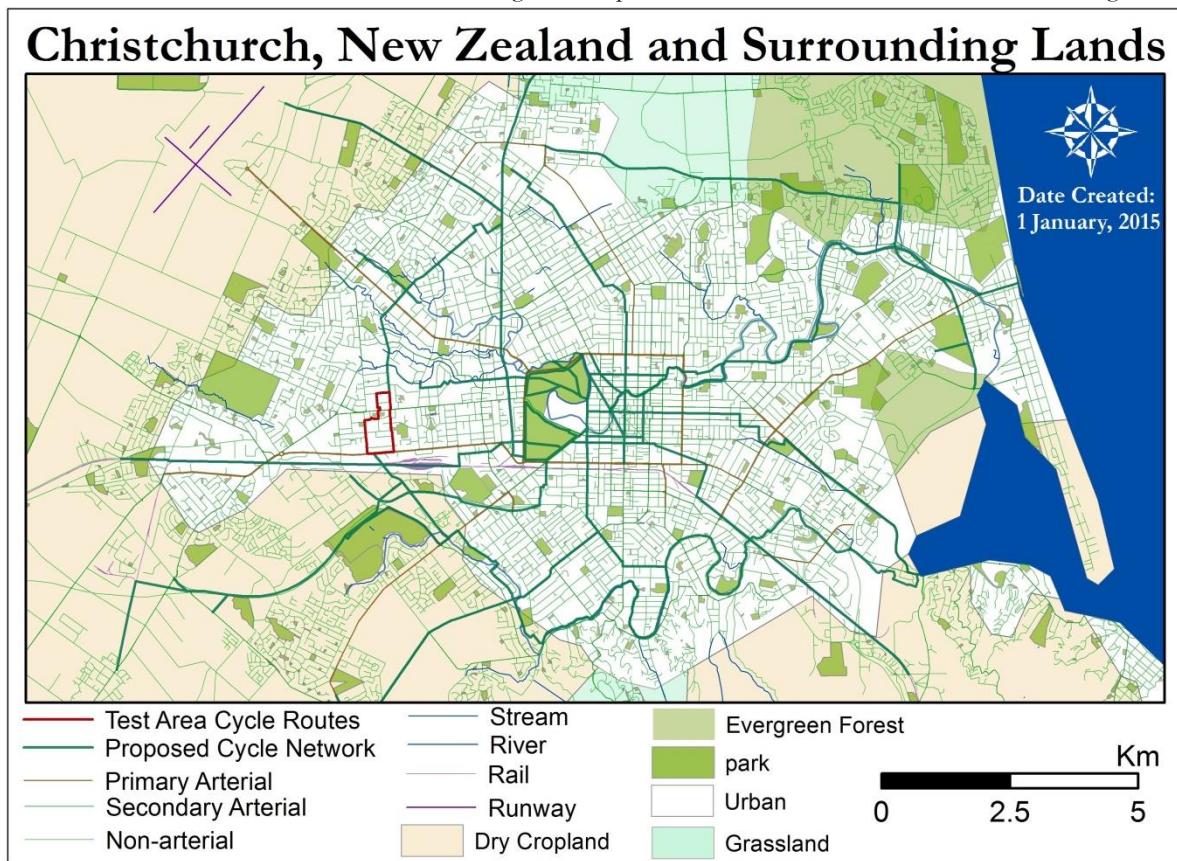 Christchurch, New Zealand and Surrounding Lands
Date Created:
1 January, 2015
Test Area Cycle Routes
Proposed Cycle Network
Primary Arterial
Secondary Arterial
Non-arterial
Stream
River
Rail
Runway
Dry Cropland
Evergreen Forest
park
Urban
Grassland
Km
0 2.5 5